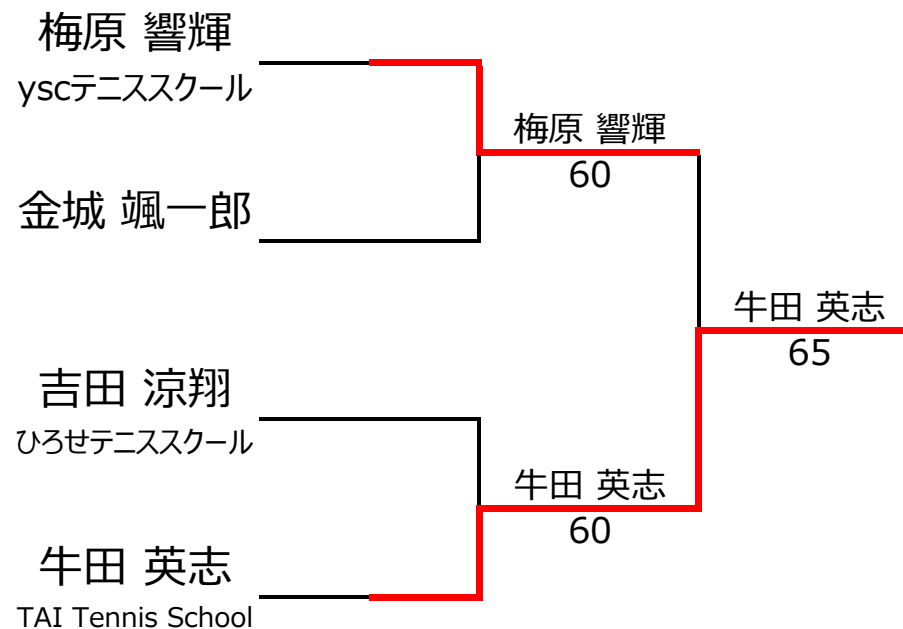 梅原 響輝
yscテニススクール
梅原 響輝
60
金城 颯一郎
牛田 英志
65
吉田 涼翔
ひろせテニススクール
牛田 英志
60
牛田 英志
TAI Tennis School